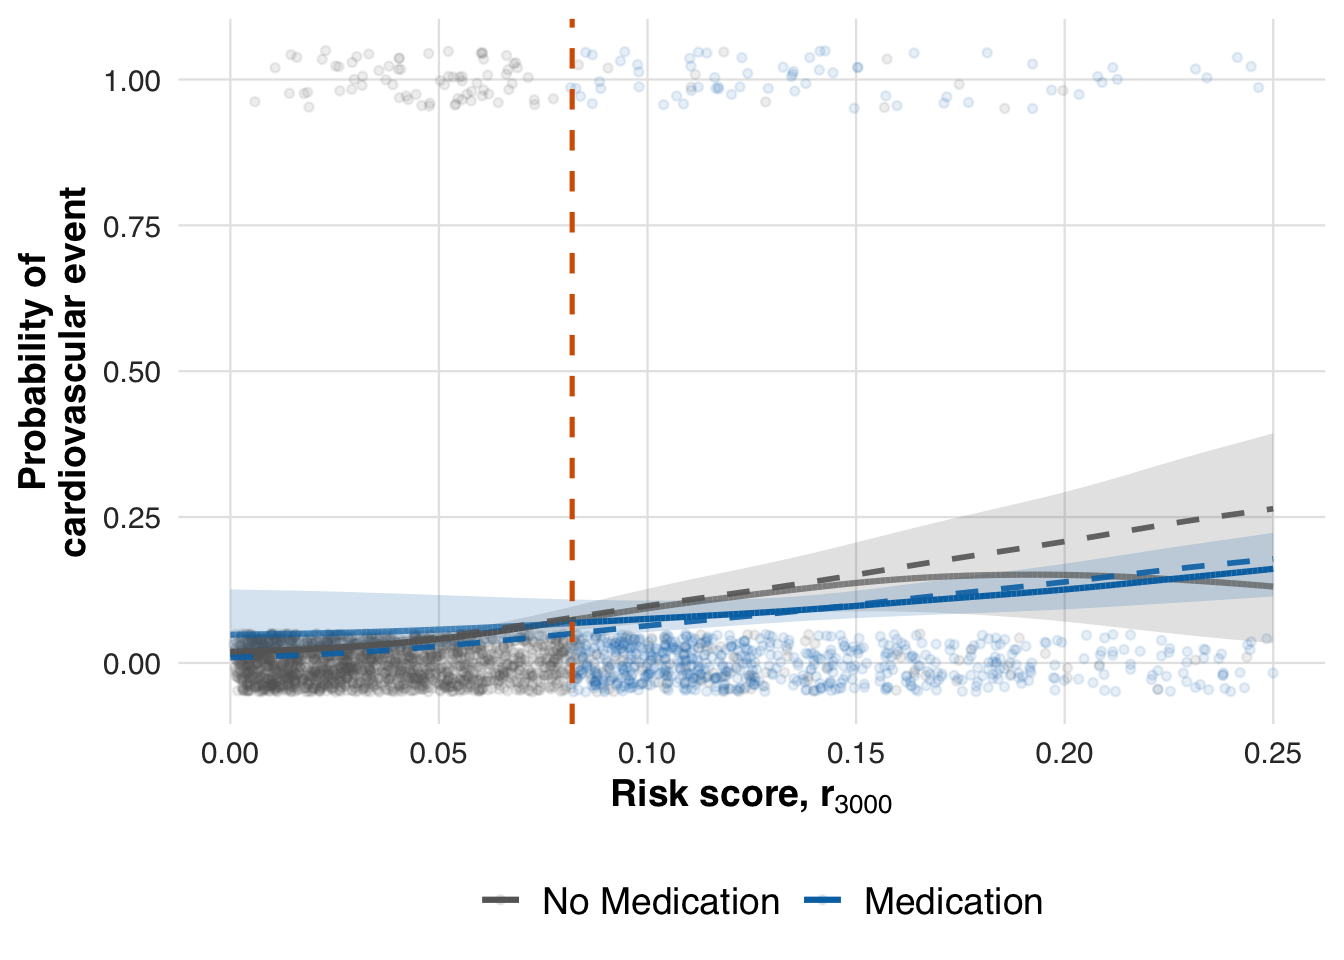 Probability of
cardiovascular event
1.00
0.75
0.50
0.25
0.00
0.00 0.05 0.10 0.15 0.20 0.25
Risk score, r3000
No Medication Medication